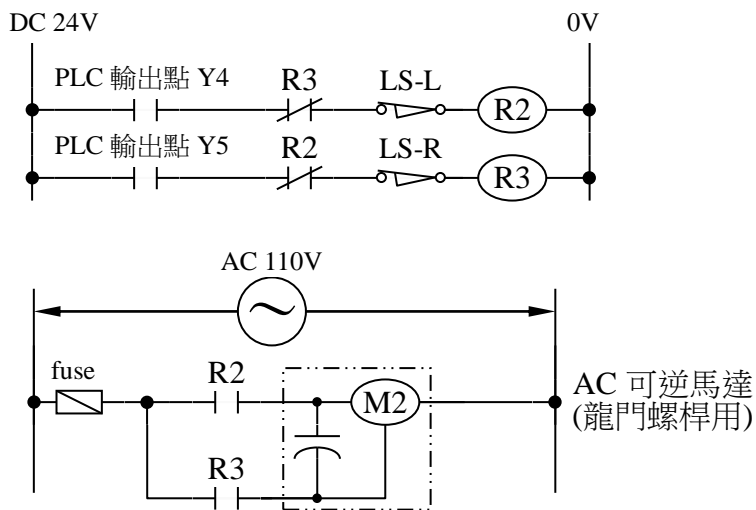 DC 24V 0V
PLC 輸出點 Y4 R3 LS-L
R2
PLC 輸出點 Y5 R2 LS-R
R3
AC 110V
fuse R2
M2
AC 可逆馬達
(龍門螺桿用)
R3